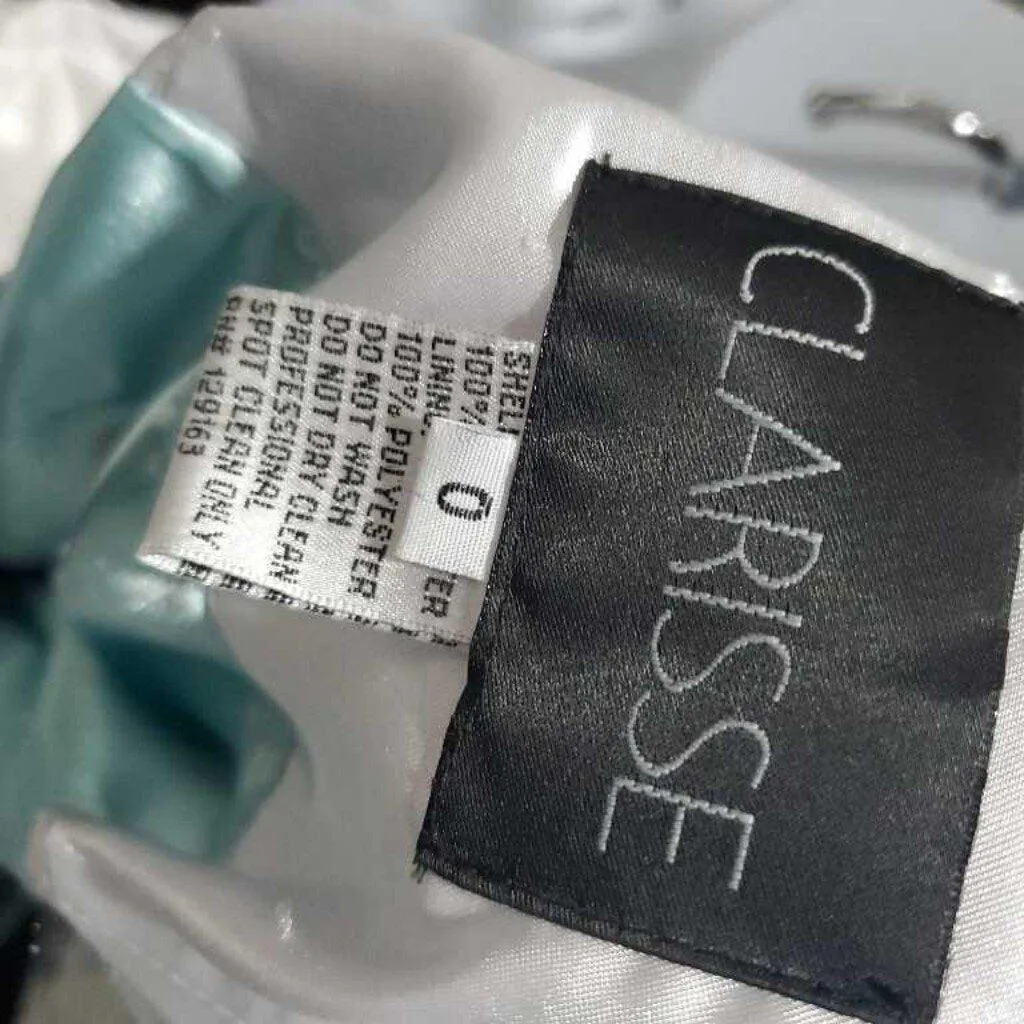 CLARISSE
0
SHEL
100%
LINING:
100% POLYESTER
DO NOT WASH
DO NOT DRY CLEAN
PROFESSIONAL
SPOT CLEAN ONLY
RN# 129163